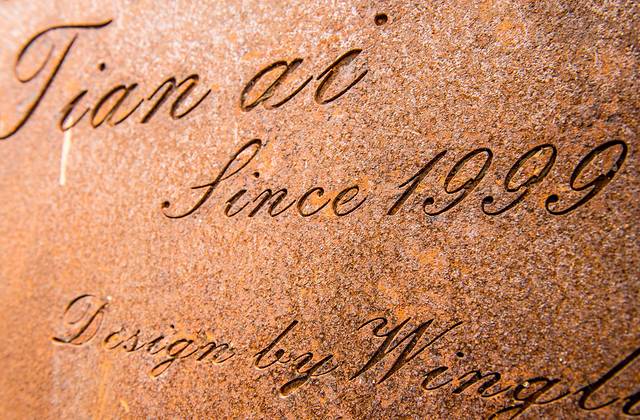 Tian ai
Since 1999
Design by